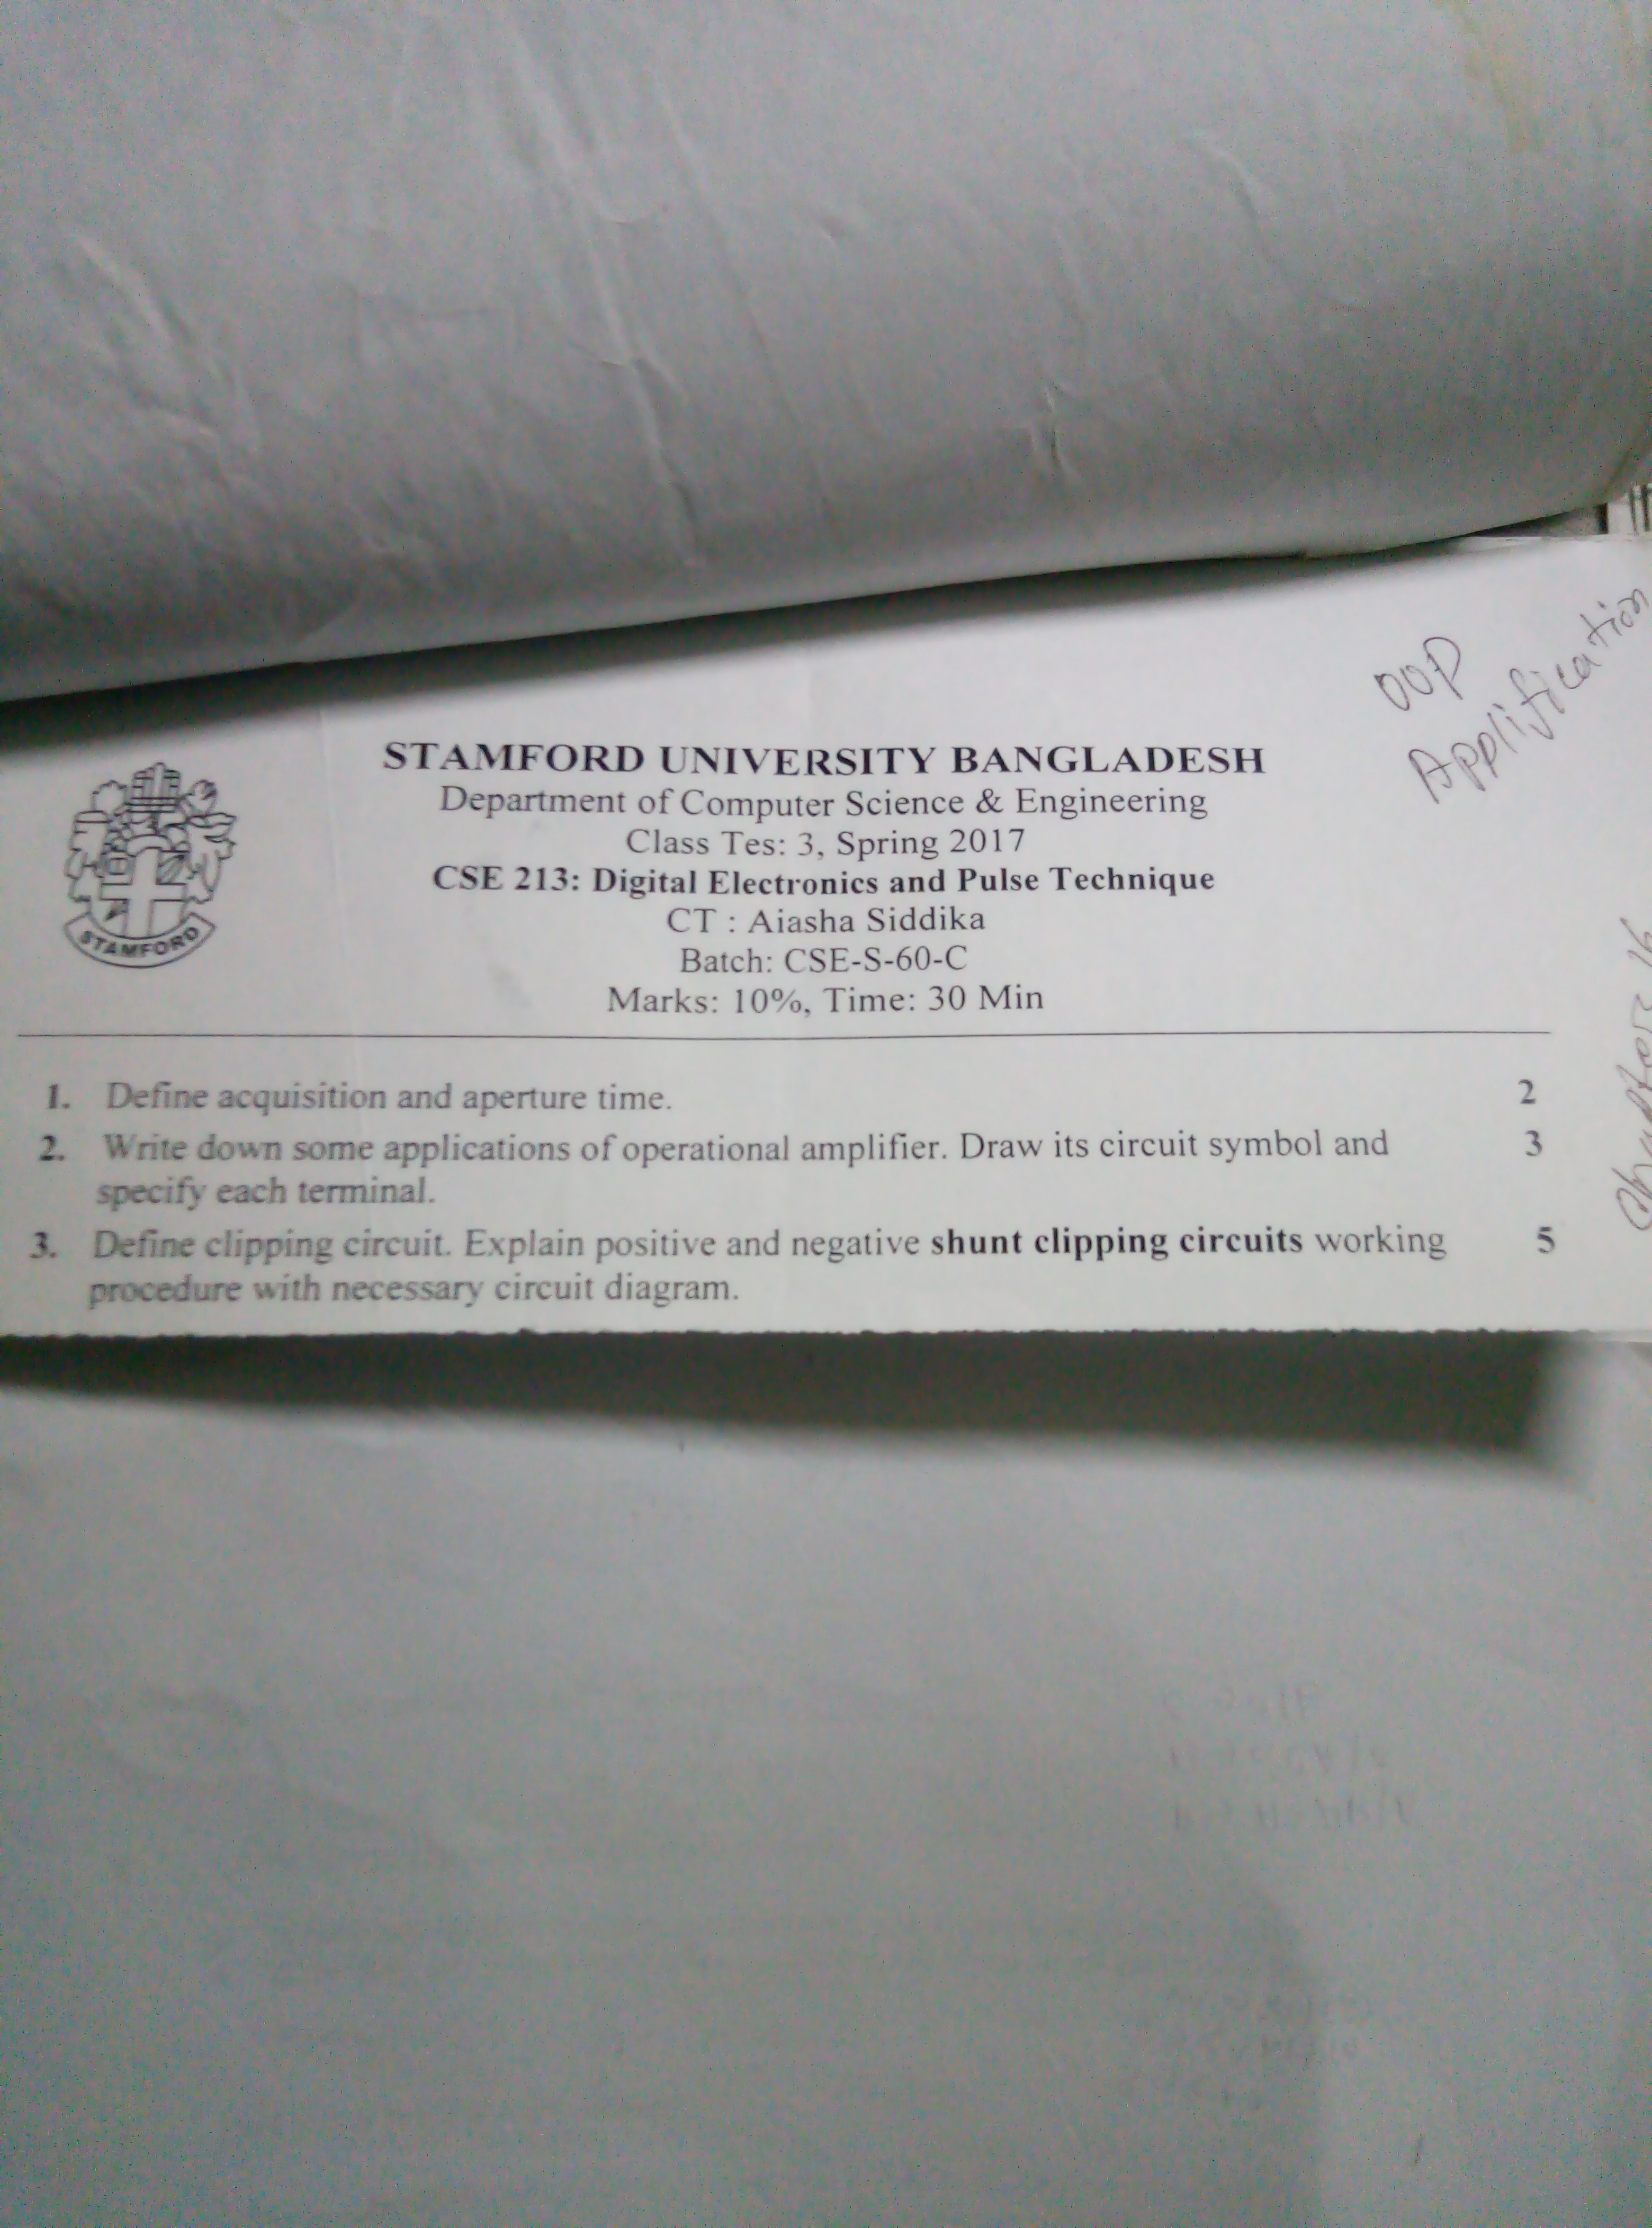 OOP
Applification
STAMFORD UNIVERSITY BANGLADESH
Department of Computer Science & Engineering
Class Tes: 3, Spring 2017
CSE 213: Digital Electronics and Pulse Technique
CT : Aiasha Siddika
Batch: CSE-S-60-C
Marks: 10%, Time: 30 Min
STAMFORD
1. Define acquisition and aperture time. 2
2. Write down some applications of operational amplifier. Draw its circuit symbol and 3
specify each terminal.
3. Define clipping circuit. Explain positive and negative shunt clipping circuits working 5
procedure with necessary circuit diagram.